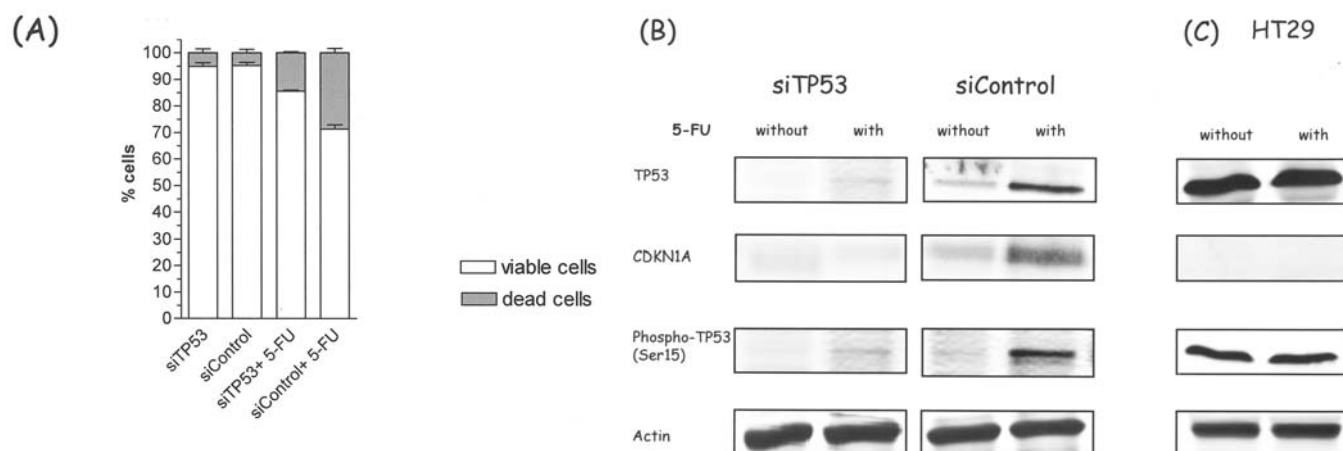 (A)
100
90
80
70
60
50
40
30
20
10
0
% cells
siTP53
siControl
siTP53+ 5-FU
siControl+ 5-FU
viable cells
dead cells
(B)
siTP53 siControl
5-FU without with without with
TP53
CDKN1A
Phospho-TP53
(Ser15)
Actin
(C) HT29
without with